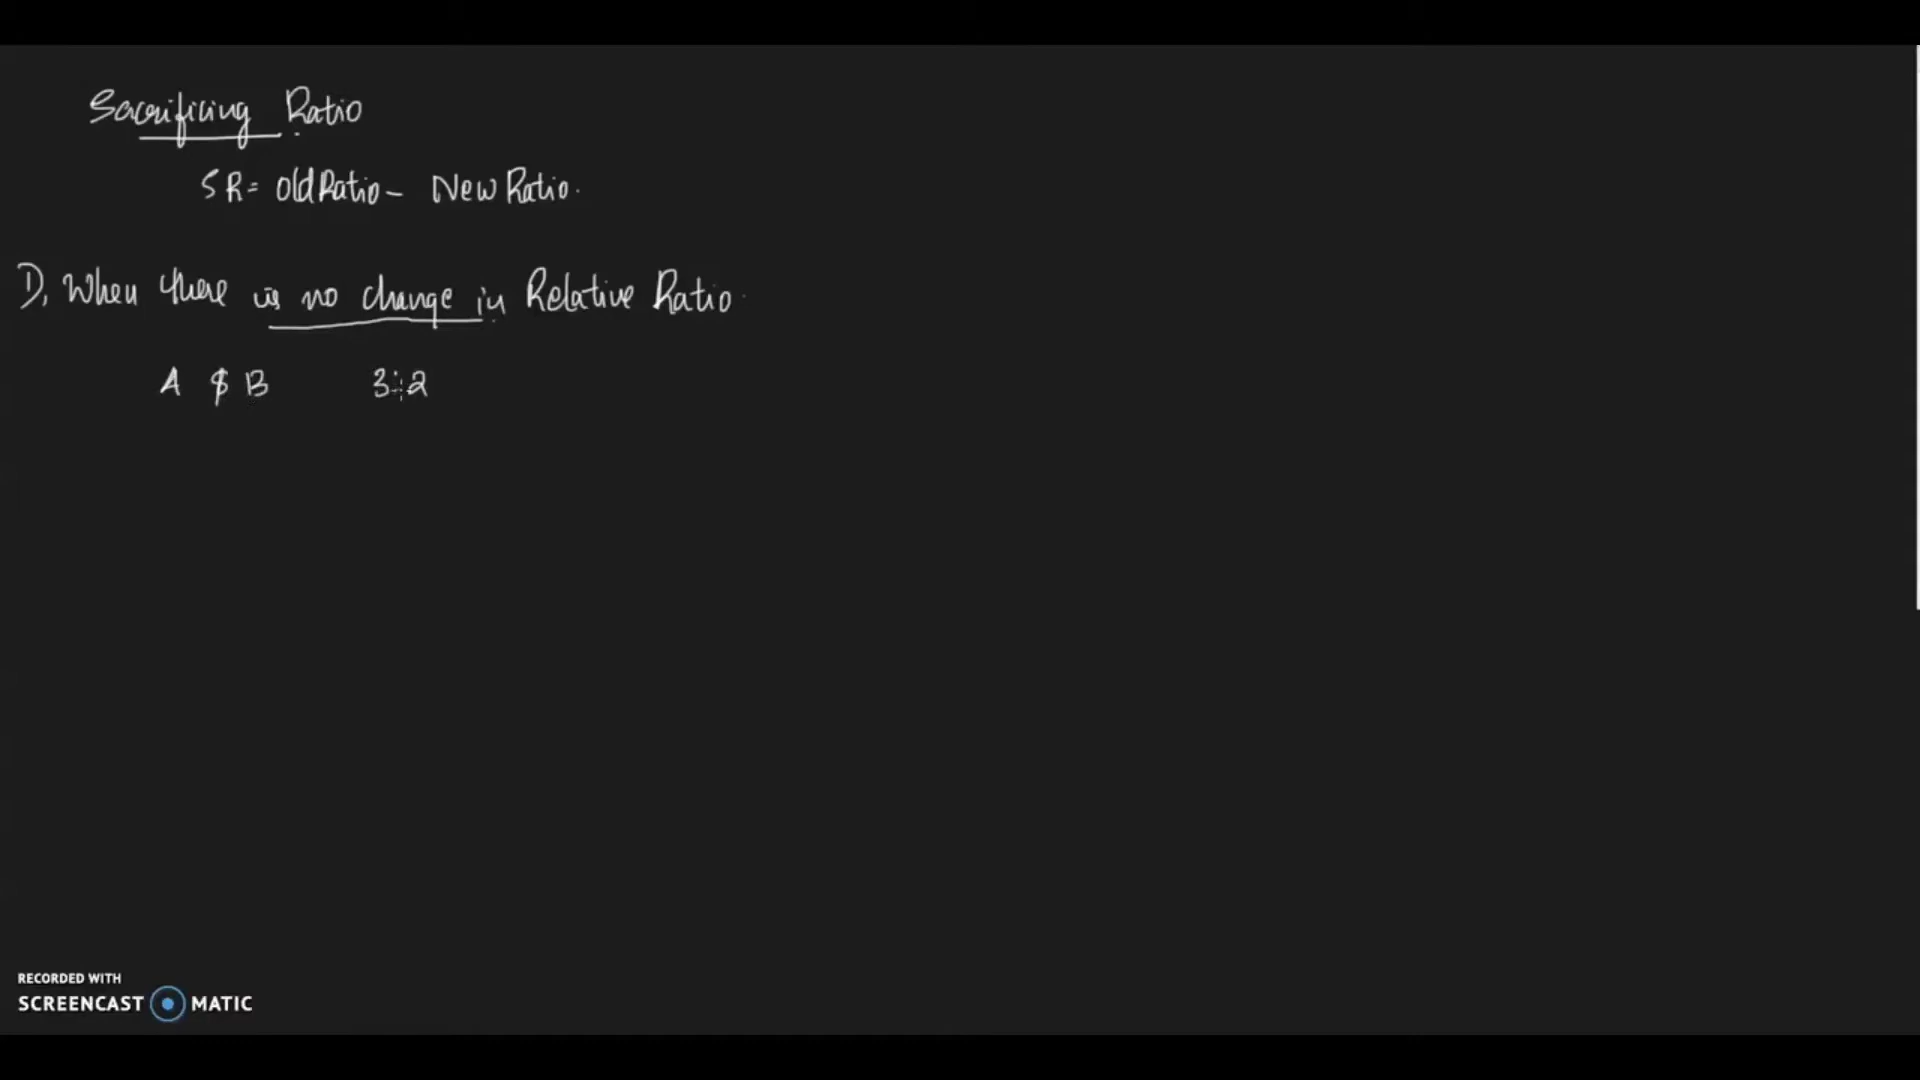 Sacrificing Ratio
SR = Old Ratio - New Ratio.
1), When there is no change in Relative Ratio
A & B 3:2
RECORDED WITH
SCREENCAST MATIC